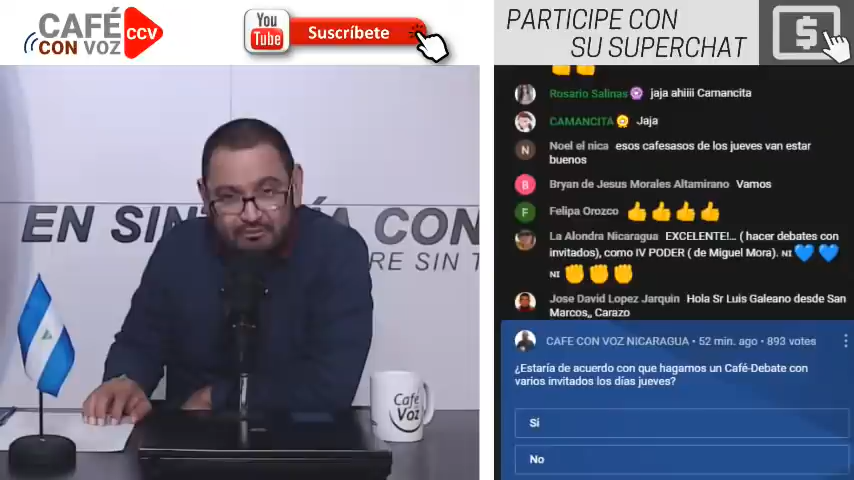 CAFÉ
CON VOZ
CCV
You
Tube
Suscríbete
PARTICIPE CON
SU SUPERCHAT
$
Rosario Salinas jaja ahiiii Camancita
CAMANCITA Jaja
N
Noel el nica esos cafesasos de los jueves van estar
buenos
B
Bryan de Jesus Morales Altamirano Vamos
F
Felipa Orozco 👍👍👍👍
La Alondra Nicaragua EXCELENTE!... ( hacer debates con
invitados), como IV PODER ( de Miguel Mora). NI 💙 💙
NI ✊✊✊
Jose David Lopez Jarquin Hola Sr Luis Galeano desde San
Marcos,, Carazo
CAFE CON VOZ NICARAGUA • 52 min. ago • 893 votes
¿Estaría de acuerdo con que hagamos un Café-Debate con
varios invitados los días jueves?
Sí
No
EN SIN ÍA CON
RE SIN T
Café
Voz